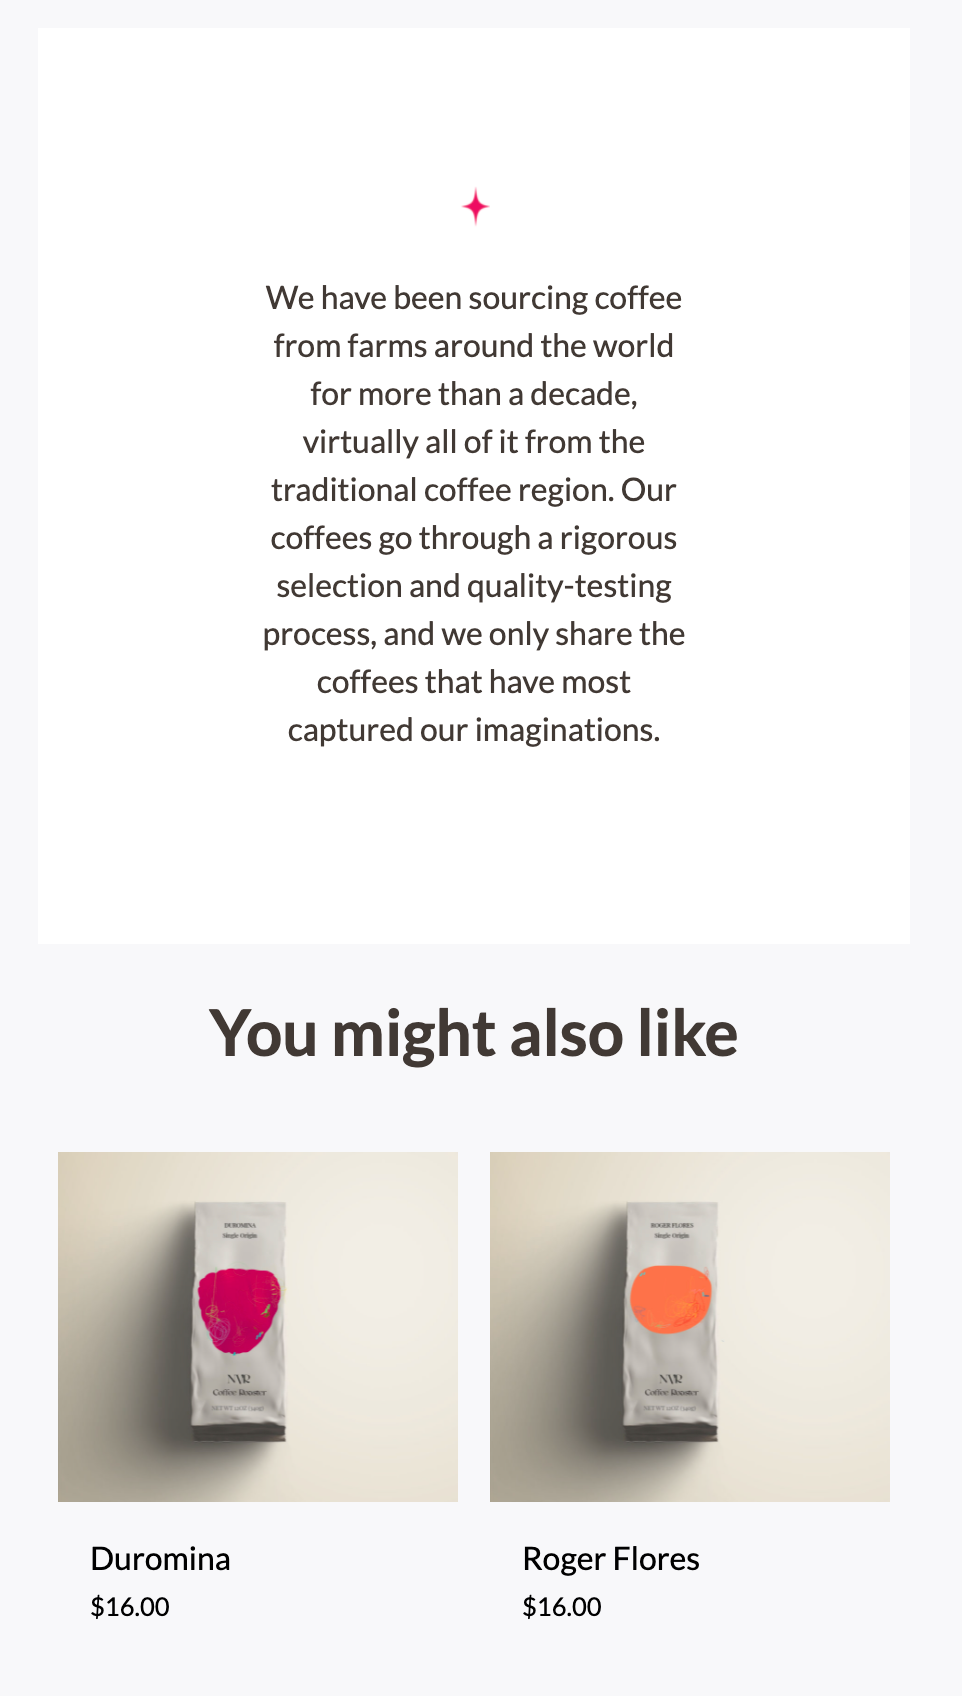 We have been sourcing coffee
from farms around the world
for more than a decade,
virtually all of it from the
traditional coffee region. Our
coffees go through a rigorous
selection and quality-testing
process, and we only share the
coffees that have most
captured our imaginations.
You might also like
DUROMINA
Single Origin
NVR
Coffee Roaster
ROGER FLORES
Single Origin
NVR
Coffee Roaster
Duromina
$16.00
Roger Flores
$16.00